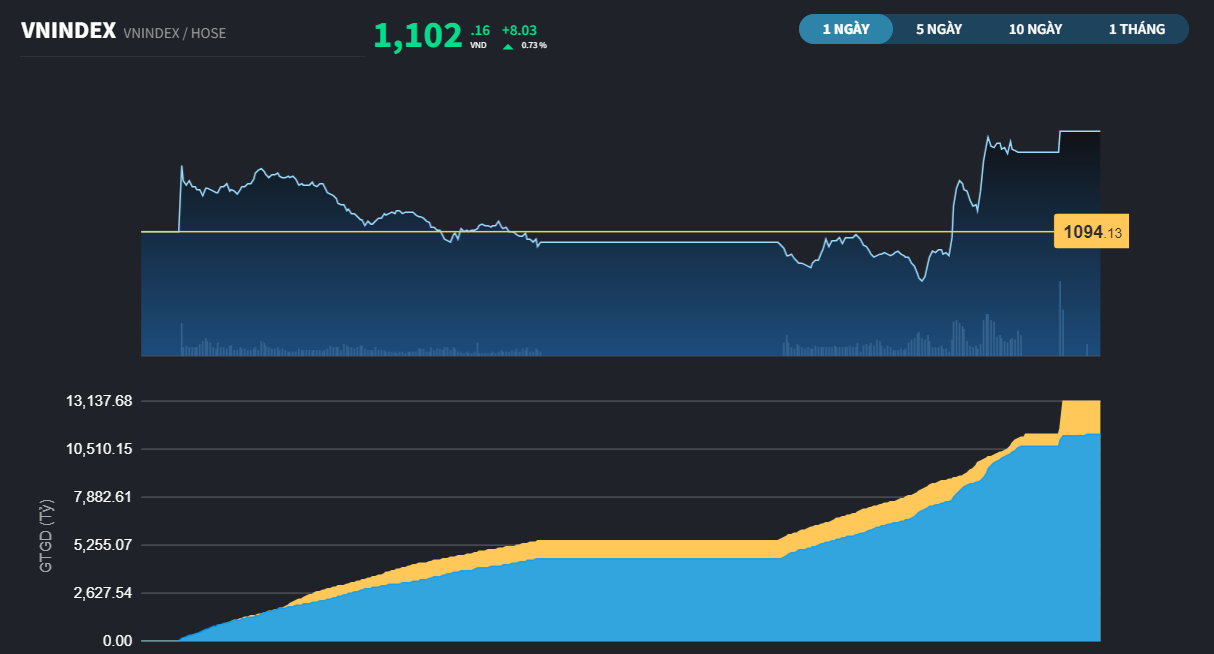 VNINDEX VNINDEX / HOSE
1,102 .16 +8.03
VND 0.73 %
1 NGÀY 5 NGÀY 10 NGÀY 1 THÁNG
1094.13
13,137.68
10,510.15
7,882.61
5,255.07
2,627.54
0.00
GTGD (Tỷ)